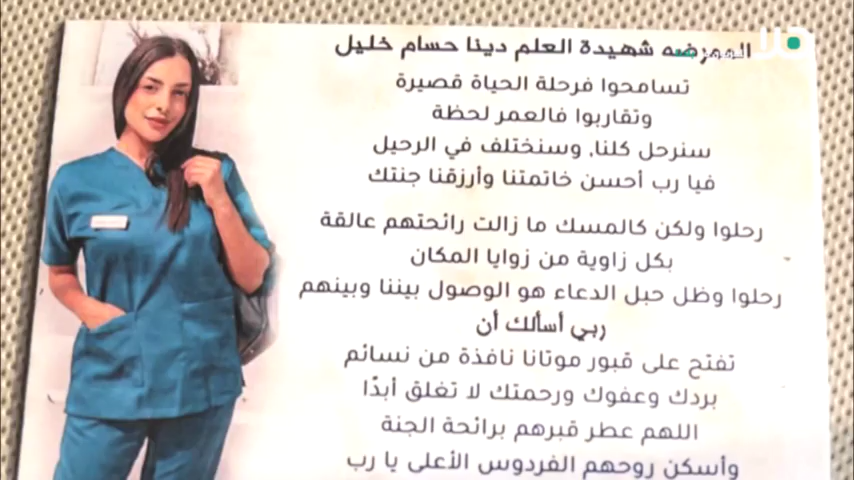 الممرضه شهيدة العلم دينا حسام خليل
تسامحوا فرحلة الحياة قصيرة
وتقاربوا فالعمر لحظة
سنرحل كلنا, وسنختلف في الرحيل
فيا رب أحسن خاتمتنا وأرزقنا جنتك
رحلوا ولكن كالمسك ما زالت رائحتهم عالقة
بكل زاوية من زوايا المكان
رحلوا وظل حبل الدعاء هو الوصول بيننا وبينهم
ربي أسألك أن
تفتح على قبور موتانا نافذة من نسائم
بردك وعفوك ورحمتك لا تغلق أبدًا
اللهم عطر قبرهم برائحة الجنة
وأسكن روحهم الفردوس الأعلى يا رب
هلا